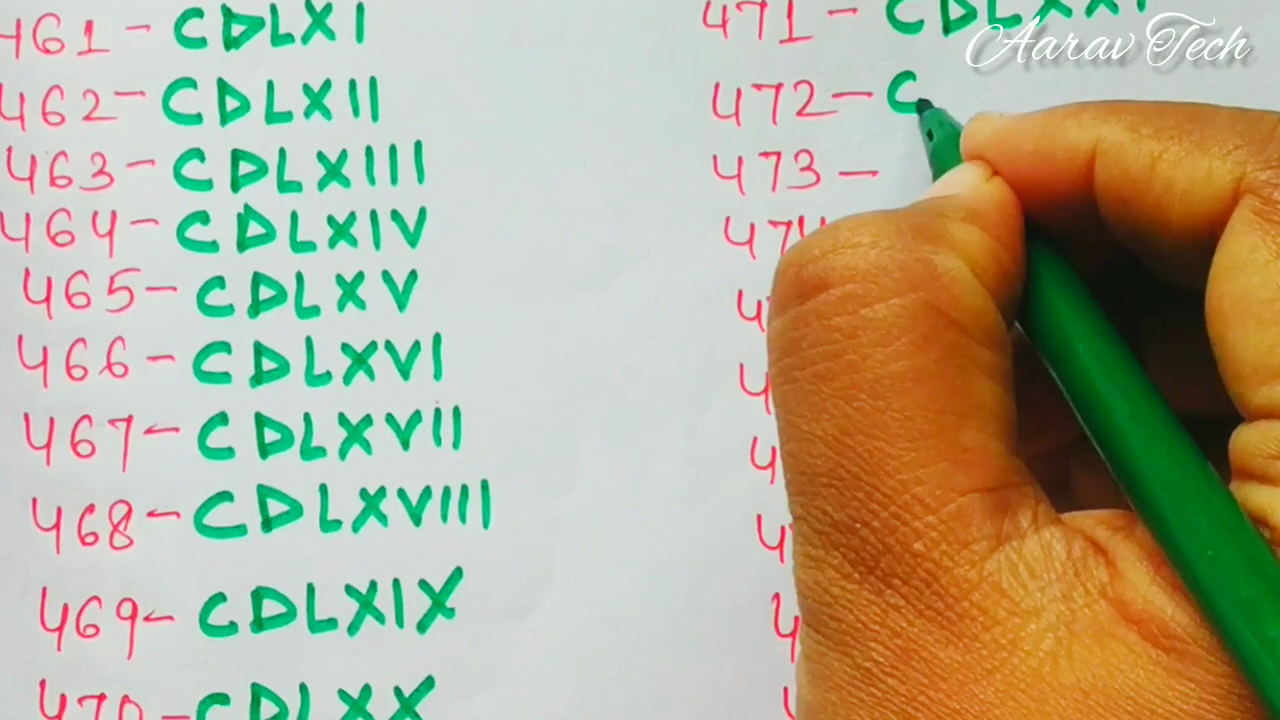 461 - CDLXI
462 - CDLXII
463 - CDLXIII
464 - CDLXIV
465 - CDLXV
466 - CDLXVI
467 - CDLXVII
468 - CDLXVIII
469 - CDLXIX
470 - CDLXX
471 - CDLXXI
472 - C
473 -
474
Aarav Tech